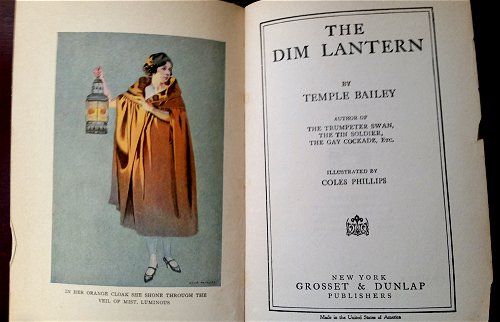 IN HER ORANGE CLOAK SHE SHONE THROUGH THE
VEIL OF MIST, LUMINOUS
THE
DIM LANTERN
BY
TEMPLE BAILEY
AUTHOR OF
THE TRUMPETER SWAN,
THE TIN SOLDIER,
THE GAY COCKADE, ETC.
ILLUSTRATED BY
COLES PHILLIPS
NEW YORK
GROSSET & DUNLAP
PUBLISHERS
Made in the United States of America